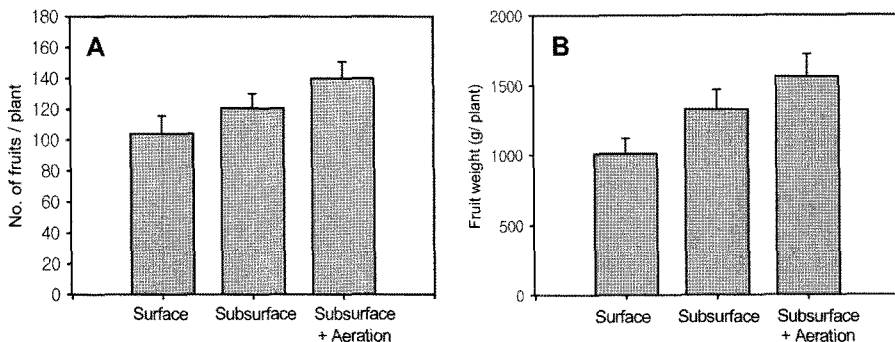 A
No. of fruits / plant
180
160
140
120
100
80
60
40
20
0
Surface
Subsurface
Subsurface
+ Aeration
B
Fruit weight (g/ plant)
2000
1500
1000
500
0
Surface
Subsurface
Subsurface
+ Aeration